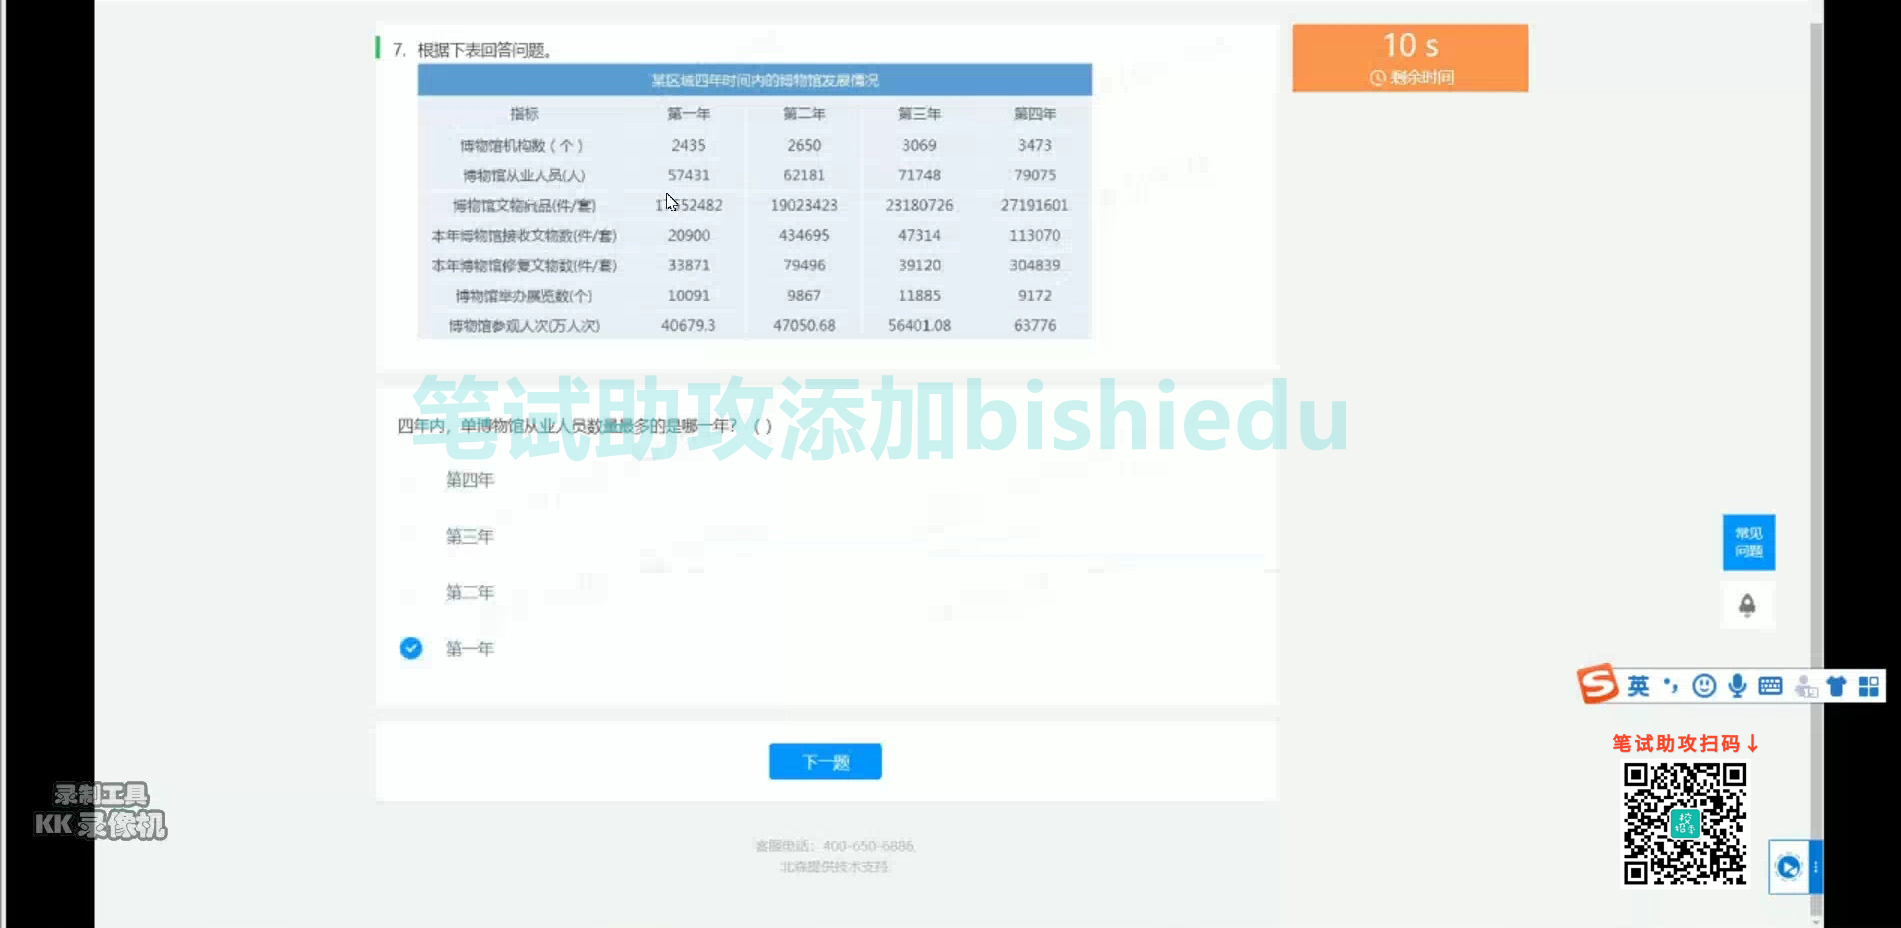 7. 根据下表回答问题。
某区域四年时间内的博物馆发展情况
指标 第一年 第二年 第三年 第四年
博物馆机构数（个） 2435 2650 3069 3473
博物馆从业人员(人) 57431 62181 71748 79075
博物馆文物藏品(件/套) 19023423 23180726 27191601
本年博物馆接收文物数(件/套) 20900 434695 47314 113070
本年博物馆修复文物数(件/套) 33871 79496 39120 304839
博物馆举办展览数(个) 10091 9867 11885 9172
博物馆参观人次(万人次) 40679.3 47050.68 56401.08 63776
10 s
剩余时间
笔试助攻添加bishiedu
四年内，单博物馆从业人员数量最多的是哪一年？（ ）
第四年
第三年
第二年
第一年
下一题
常见
问题
英
笔试助攻扫码↓
校
招季
录制工具
KK 录像机
客服电话：400-650-6886,
北森提供技术支持